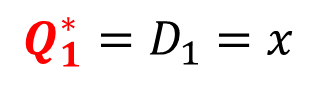 Q₁* = D₁ = x